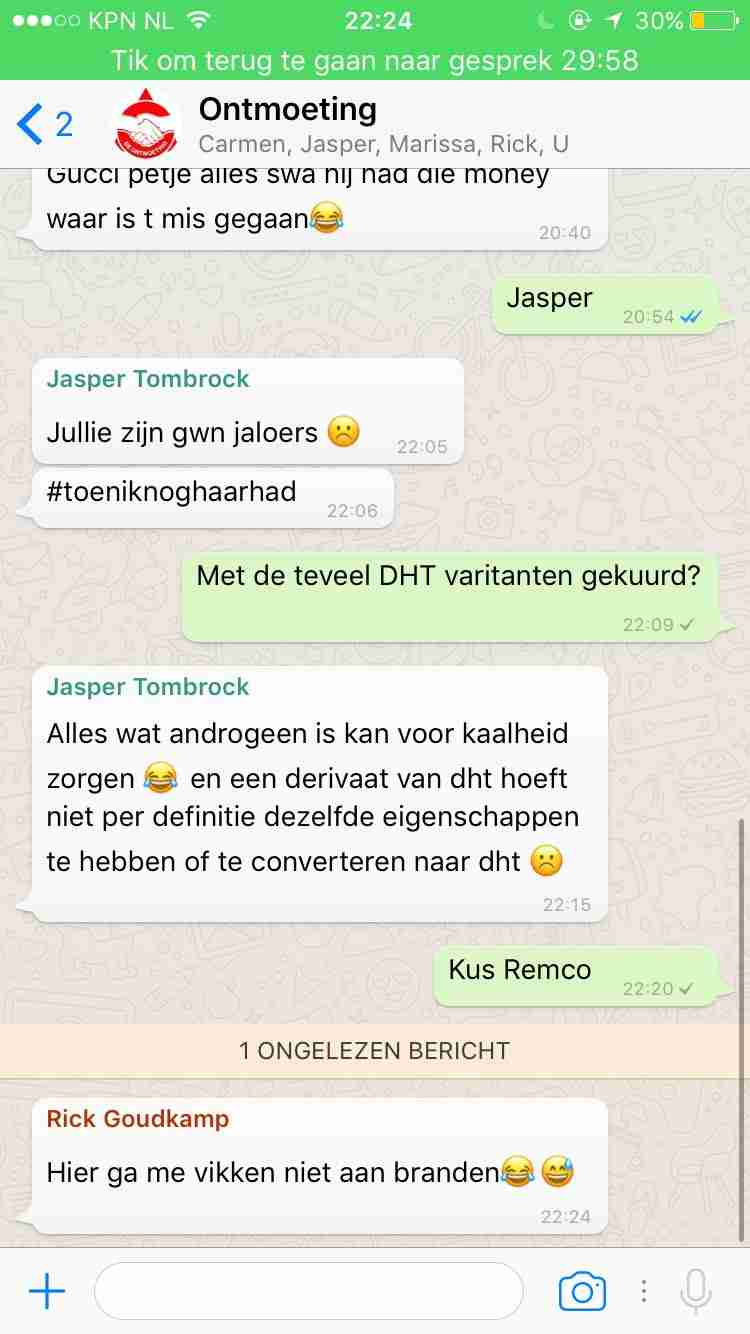 KPN NL 22:24 30%
Tik om terug te gaan naar gesprek 29:58
2 Ontmoeting
Carmen, Jasper, Marissa, Rick, U
DE ONTMOETING
Gucci petje alles swa hij had die money
waar is t mis gegaan😂
20:40
Jasper
20:54
Jasper Tombrock
Jullie zijn gwn jaloers ☹️
22:05
#toeniknoghaarhad
22:06
Met de teveel DHT varitanten gekuurd?
22:09
Jasper Tombrock
Alles wat androgeen is kan voor kaalheid
zorgen 😂 en een derivaat van dht hoeft
niet per definitie dezelfde eigenschappen
te hebben of te converteren naar dht ☹️
22:15
Kus Remco
22:20
1 ONGELEZEN BERICHT
Rick Goudkamp
Hier ga me vikken niet aan branden😂😅
22:24